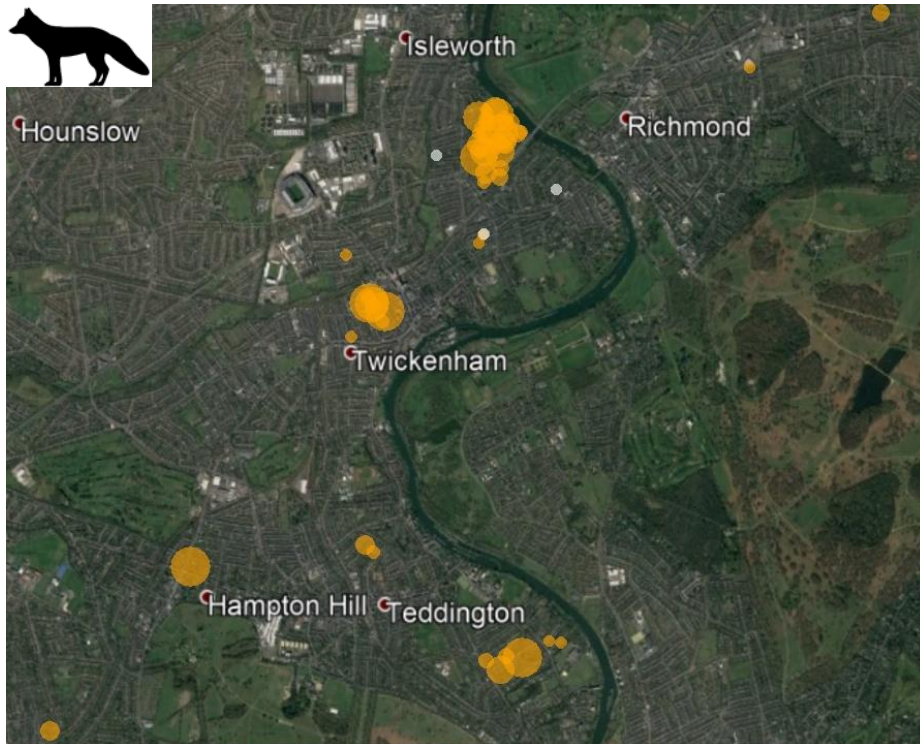 Isleworth
Hounslow
Richmond
Twickenham
Hampton Hill
Teddington